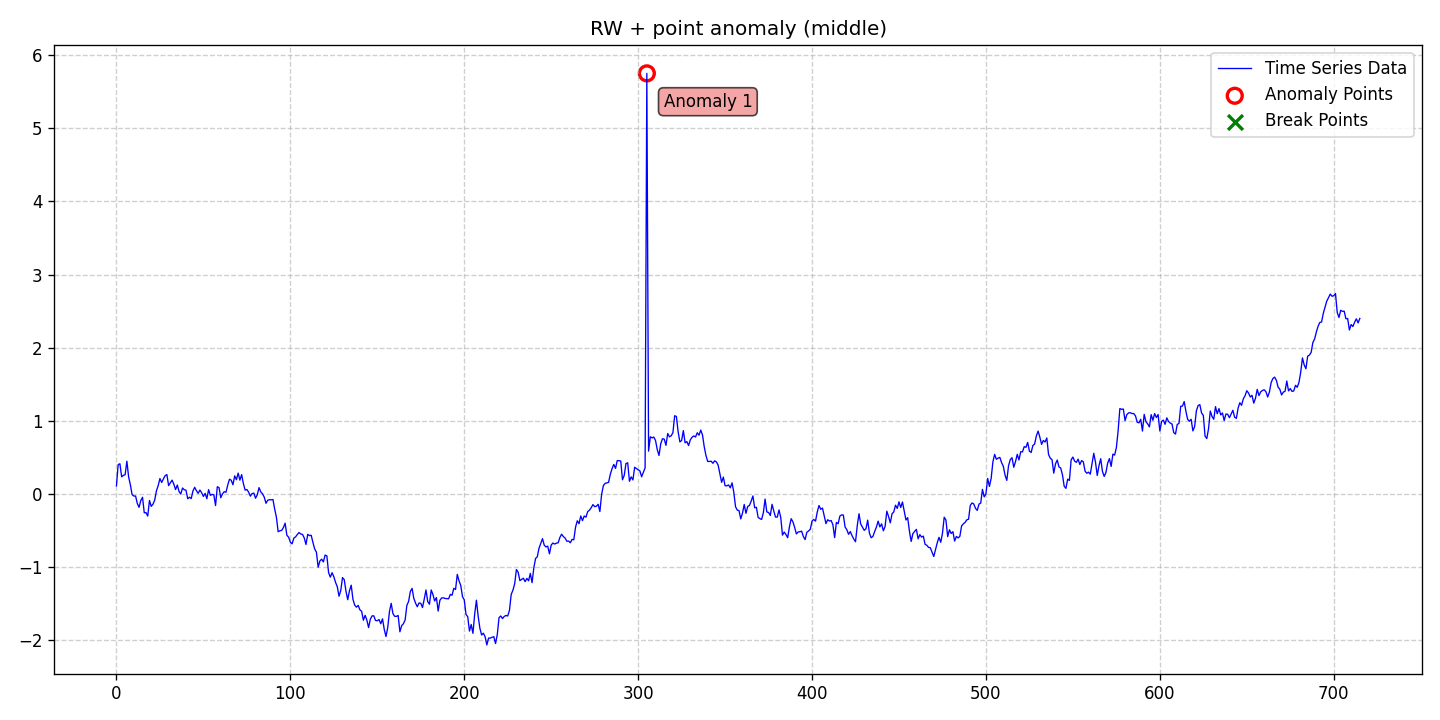 RW + point anomaly (middle)
Time Series Data
Anomaly Points
Break Points
Anomaly 1
6
5
4
3
2
1
0
−1
−2
0 100 200 300 400 500 600 700